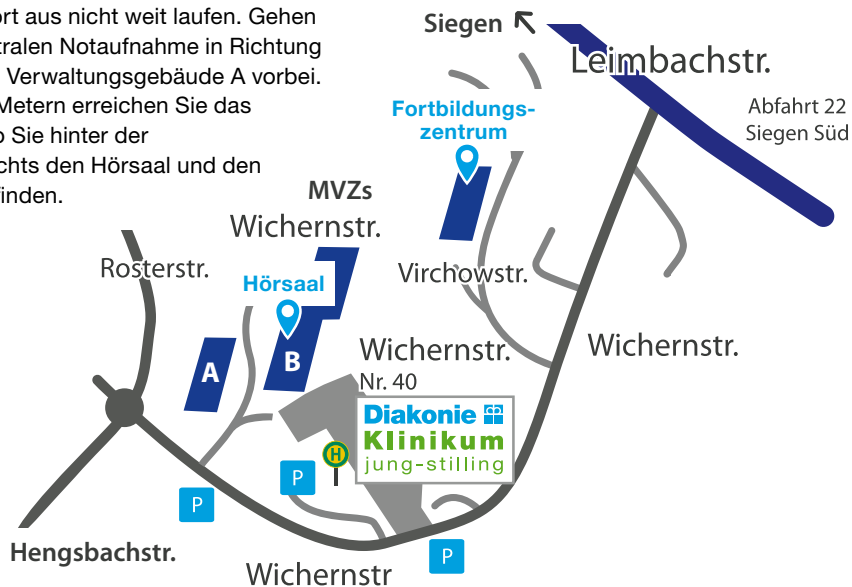 ort aus nicht weit laufen. Gehen
tralen Notaufnahme in Richtung
Verwaltungsgebäude A vorbei.
Metern erreichen Sie das
o Sie hinter der
chts den Hörsaal und den
finden.
Siegen
Leimbachstr.
Abfahrt 22
Siegen Süd
Fortbildungs-
zentrum
MVZs
Wichernstr.
Rosterstr.
Hörsaal
Virchowstr.
A
B
Wichernstr.
Nr. 40
Wichernstr.
Diakonie
Klinikum
jung-stilling
H
P
P
P
Hengsbachstr.
Wichernstr